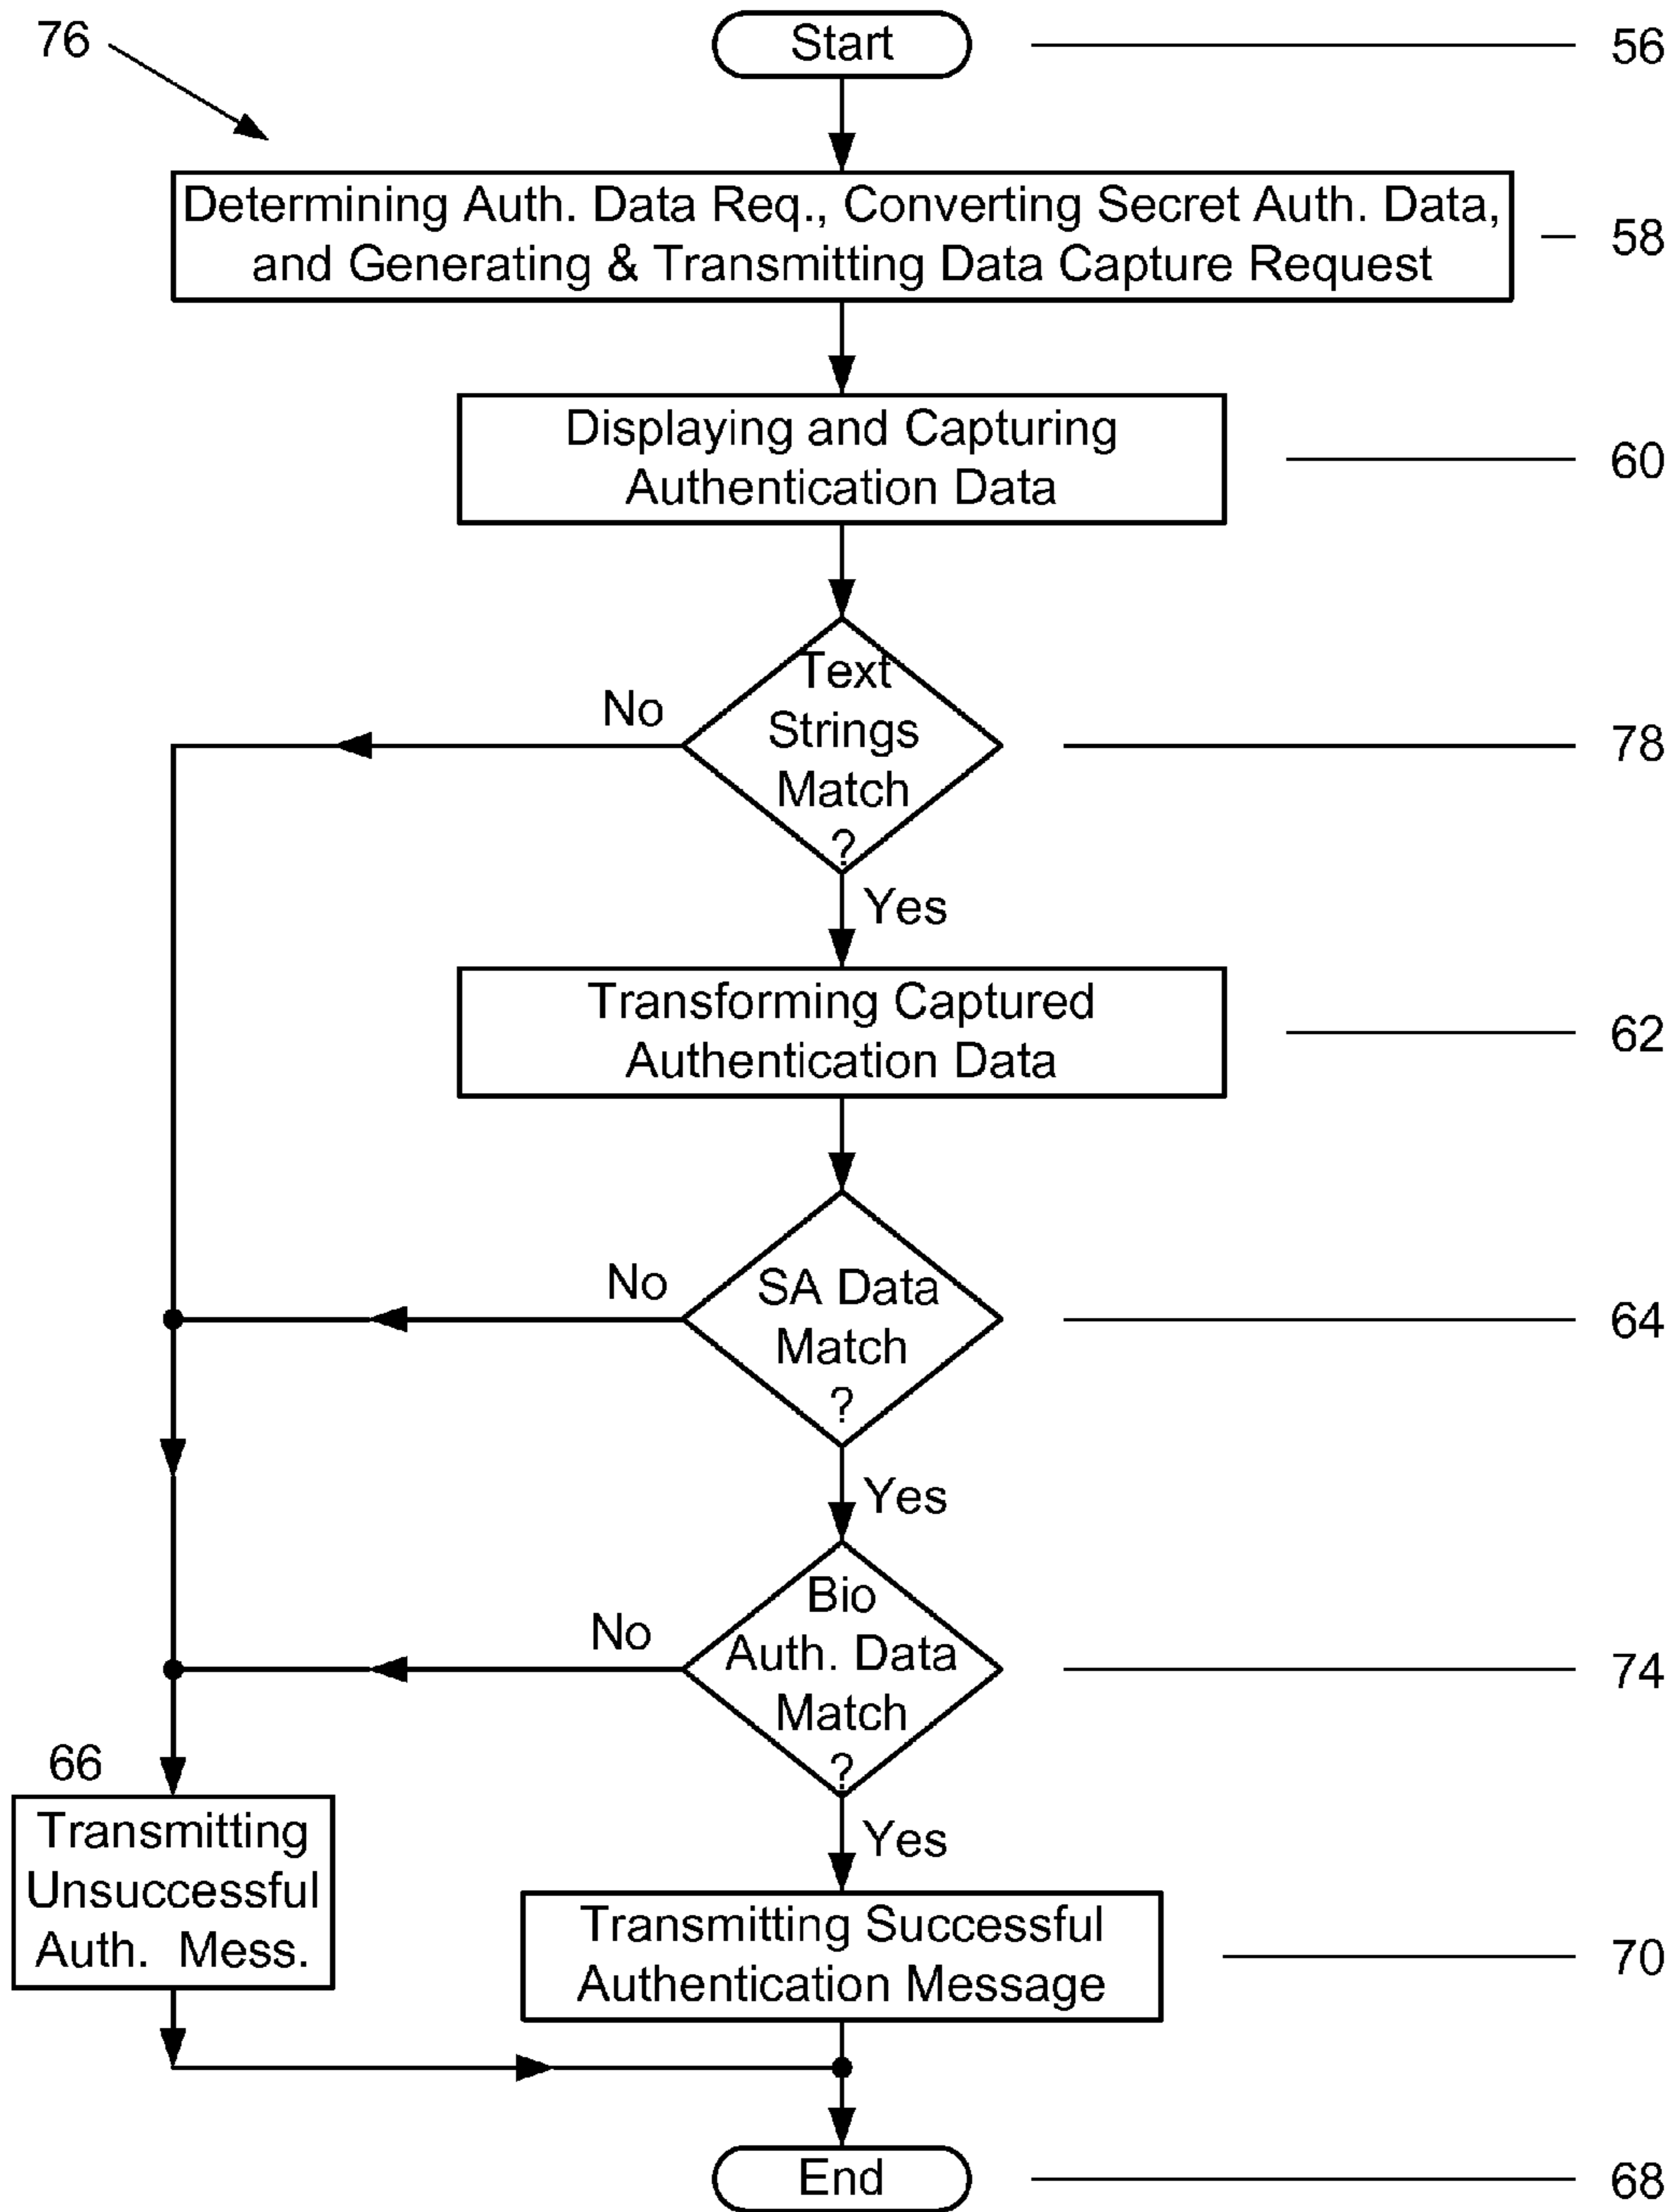 76
Start
56
Determining Auth. Data Req., Converting Secret Auth. Data,
and Generating & Transmitting Data Capture Request
58
Displaying and Capturing
Authentication Data
60
Text
Strings
Match
?
No
78
Yes
Transforming Captured
Authentication Data
62
No
SA Data
Match
?
64
Yes
No
Bio
Auth. Data
Match
?
74
66
Transmitting
Unsuccessful
Auth. Mess.
Yes
Transmitting Successful
Authentication Message
70
End
68